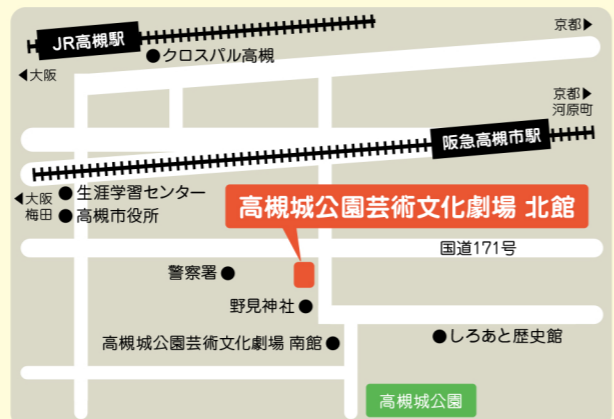 JR高槻駅
京都▶
●クロスパル高槻
◀大阪
京都▶
河原町
阪急高槻市駅
◀大阪
梅田
●生涯学習センター
●高槻市役所
高槻城公園芸術文化劇場 北館
国道171号
警察署●
野見神社●
高槻城公園芸術文化劇場 南館●
●しろあと歴史館
高槻城公園